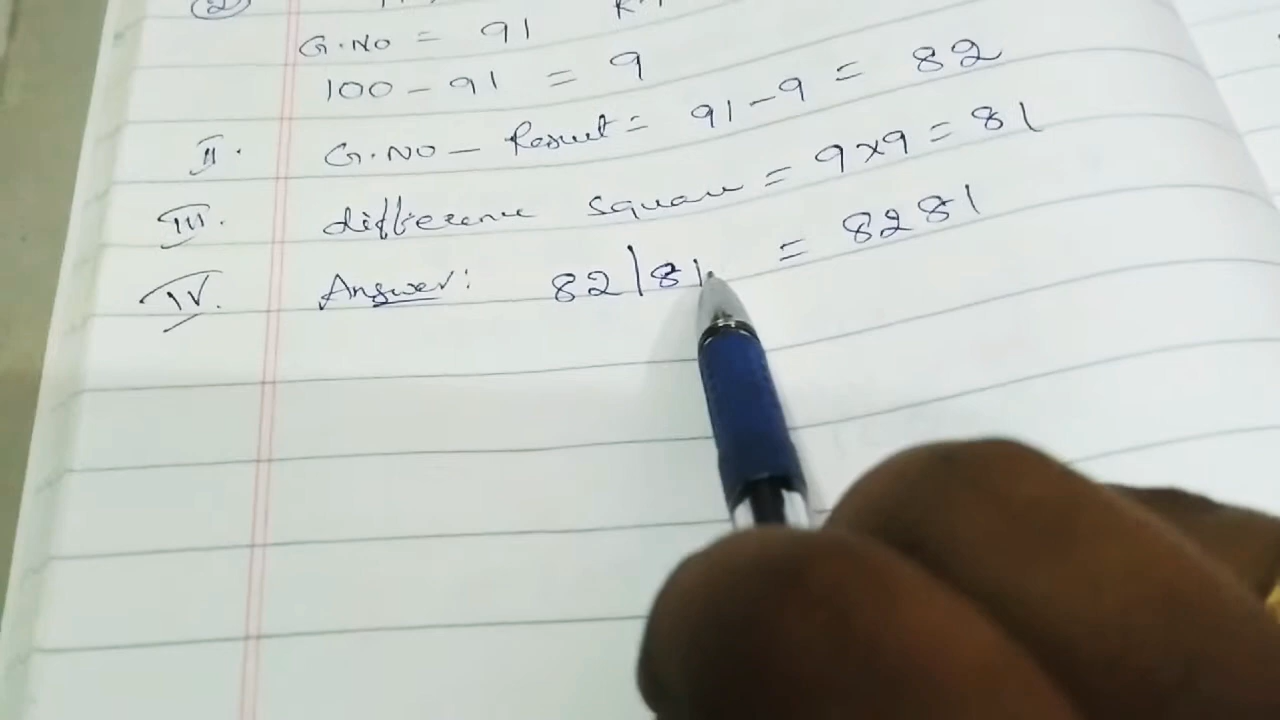 2
G.No = 91
100 - 91 = 9
II. G.NO - Result = 91 - 9 = 82
III. difference square = 9x9 = 81
IV. Answer: 82|81 = 8281